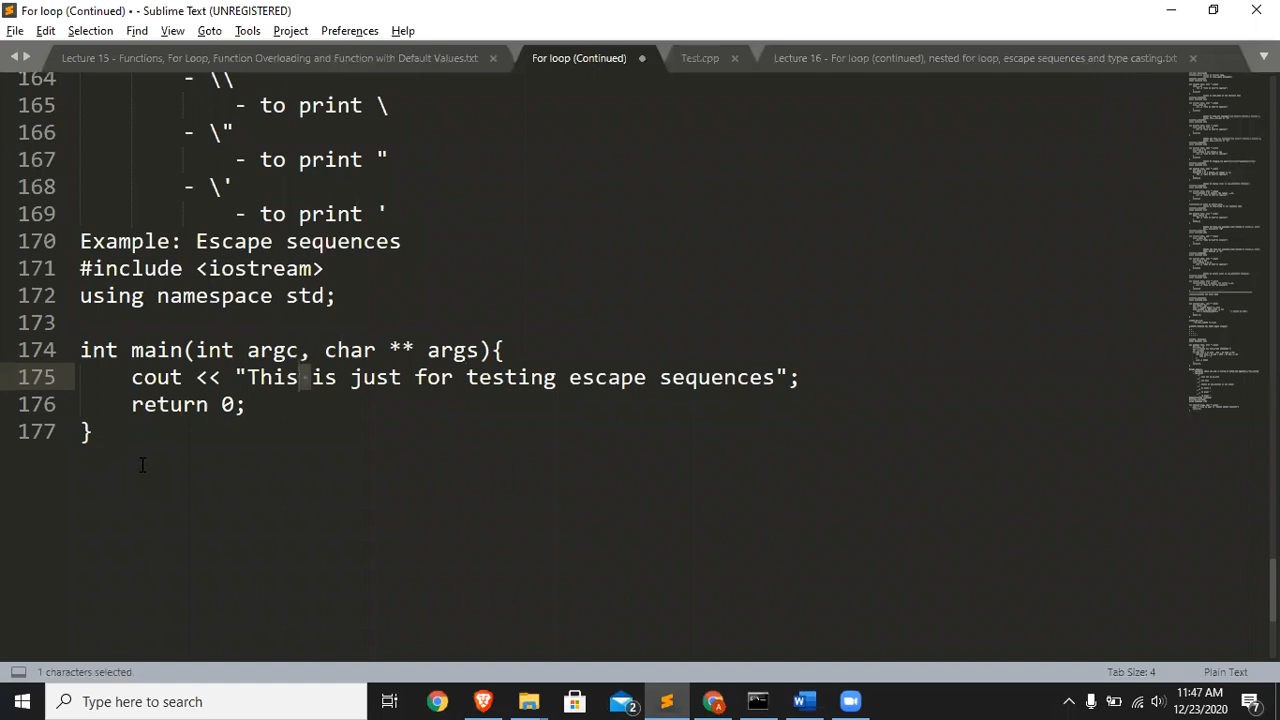 For loop (Continued) • - Sublime Text (UNREGISTERED)
File Edit Selection Find View Goto Tools Project Preferences Help
Lecture 15 - Functions, For Loop, Function Overloading and Function with Default Values.txt × For loop (Continued) Test.cpp × Lecture 16 - For loop (continued), nested for loop, escape sequences and type casting.txt ×
164 - \\
165 - to print \
166 - \"
167 - to print "
168 - \'
169 - to print '
170 Example: Escape sequences
171 #include <iostream>
172 using namespace std;
173
174 int main(int argc, char ** args){
175 cout << "This is just for testing escape sequences";
176 return 0;
177 }
1 characters selected. Tab Size: 4 Plain Text
Type here to search 2 11:47 AM
12/23/2020 7